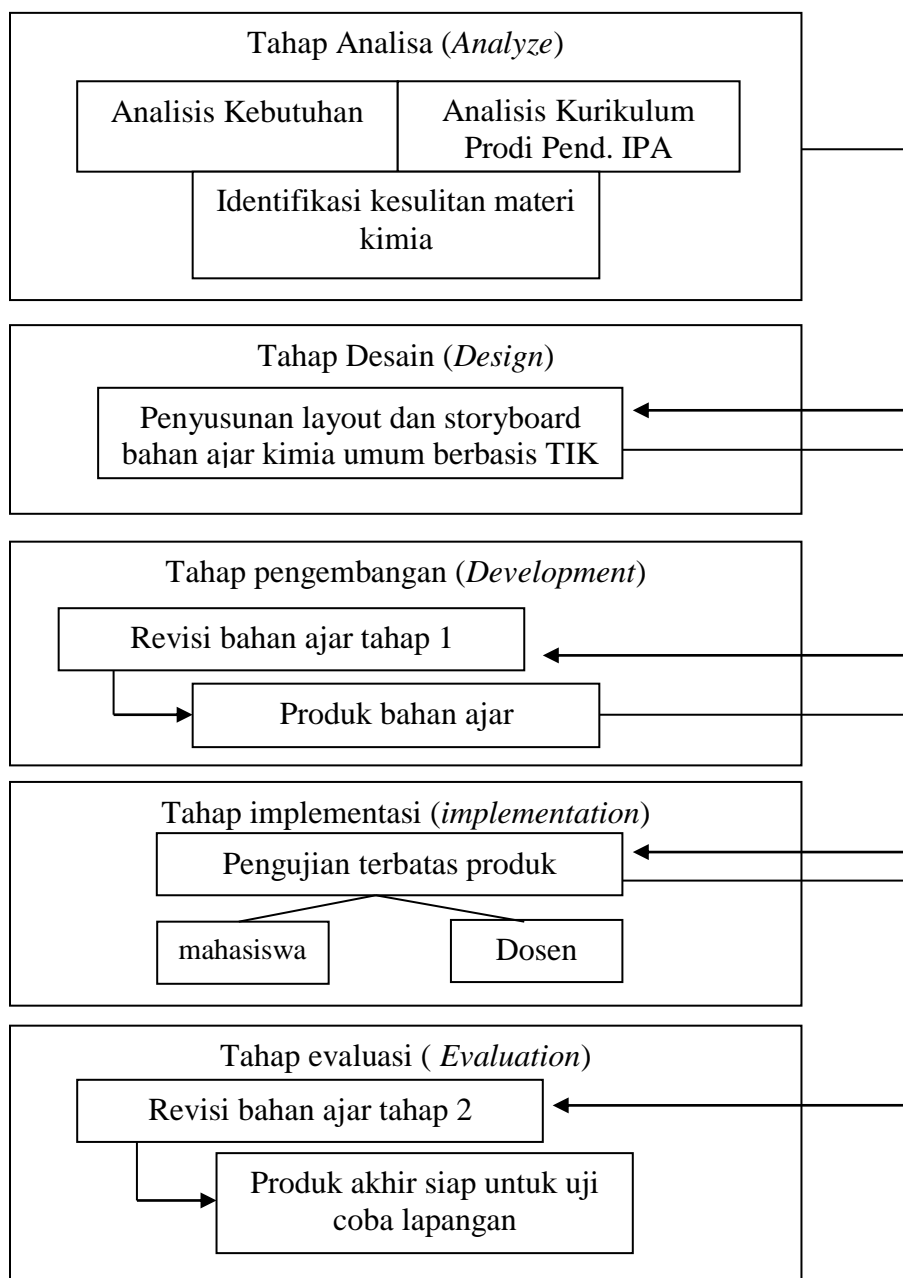 Tahap Analisa (Analyze)
Analisis Kebutuhan
Analisis Kurikulum
Prodi Pend. IPA
Identifikasi kesulitan materi
kimia
Tahap Desain (Design)
Penyusunan layout dan storyboard
bahan ajar kimia umum berbasis TIK
Tahap pengembangan (Development)
Revisi bahan ajar tahap 1
Produk bahan ajar
Tahap implementasi (implementation)
Pengujian terbatas produk
mahasiswa
Dosen
Tahap evaluasi ( Evaluation)
Revisi bahan ajar tahap 2
Produk akhir siap untuk uji
coba lapangan